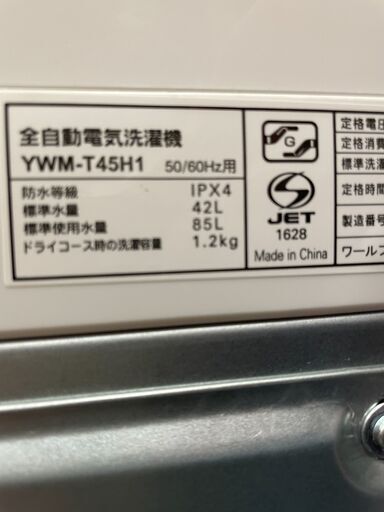 全自動電気洗濯機
YWM-T45H1 50/60Hz用
防水等級 IPX4
標準水量 42L
標準使用水量 85L
ドライコース時の洗濯容量 1.2kg
G
S
JET
1628
Made in China
定格電
定格消費
標準洗濯
定格時間
製造番号
ワールフ